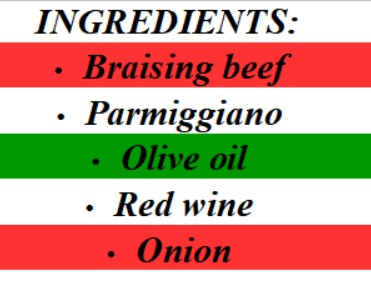 INGREDIENTS:
• Braising beef
• Parmiggiano
• Olive oil
• Red wine
• Onion